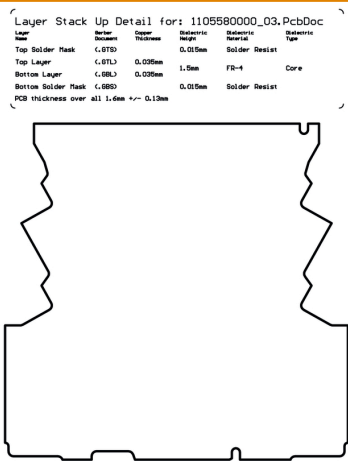 Layer Stack Up Detail for: 1105580000_03.PcbDoc
Layer Name Gerber Document Copper Thickness Dielectric Height Dielectric Material Dielectric Type
Top Solder Mask (.GTS) 0.015mm Solder Resist
Top Layer (.GTL) 0.035mm
1.5mm FR-4 Core
Bottom Layer (.GBL) 0.035mm
Bottom Solder Mask (.GBS) 0.015mm Solder Resist
PCB thickness over all 1.6mm +/- 0.13mm